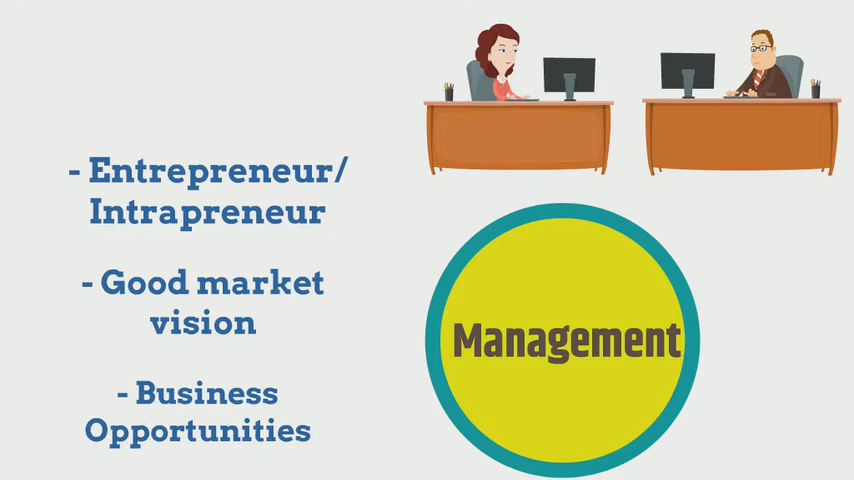 - Entrepreneur/
Intrapreneur
- Good market
vision
- Business
Opportunities
Management